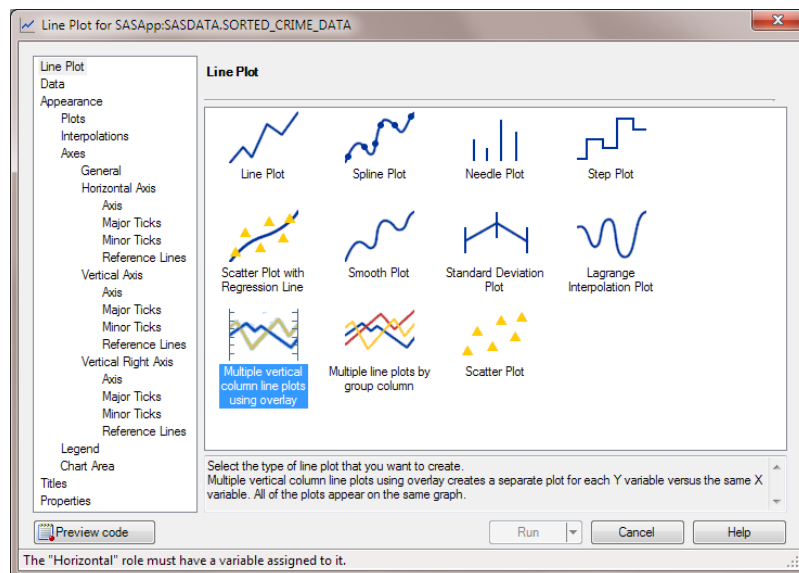 Line Plot for SASApp:SASDATA.SORTED_CRIME_DATA
Line Plot
Data
Appearance
Plots
Interpolations
Axes
General
Horizontal Axis
Axis
Major Ticks
Minor Ticks
Reference Lines
Vertical Axis
Axis
Major Ticks
Minor Ticks
Reference Lines
Vertical Right Axis
Axis
Major Ticks
Minor Ticks
Reference Lines
Legend
Chart Area
Titles
Properties
Line Plot
Line Plot
Spline Plot
Needle Plot
Step Plot
Scatter Plot with
Regression Line
Smooth Plot
Standard Deviation
Plot
Lagrange
Interpolation Plot
Multiple vertical
column line plots
using overlay
Multiple line plots by
group column
Scatter Plot
Select the type of line plot that you want to create.
Multiple vertical column line plots using overlay creates a separate plot for each Y variable versus the same X
variable. All of the plots appear on the same graph.
Preview code
Run
Cancel
Help
The "Horizontal" role must have a variable assigned to it.